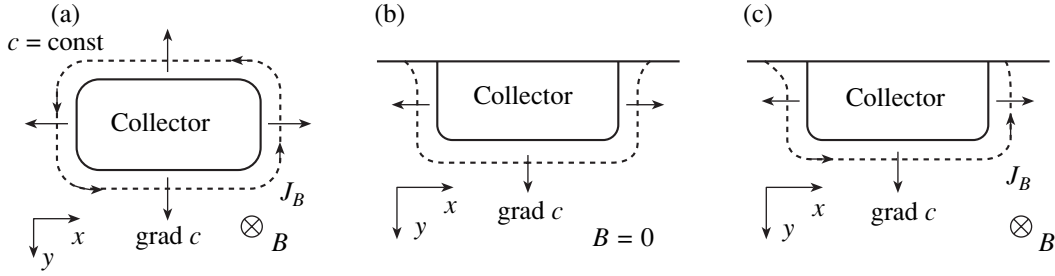 (a)
c = const
Collector
J_B
x
grad c
y
B
(b)
Collector
x
grad c
y
B = 0
(c)
Collector
J_B
x
grad c
y
B